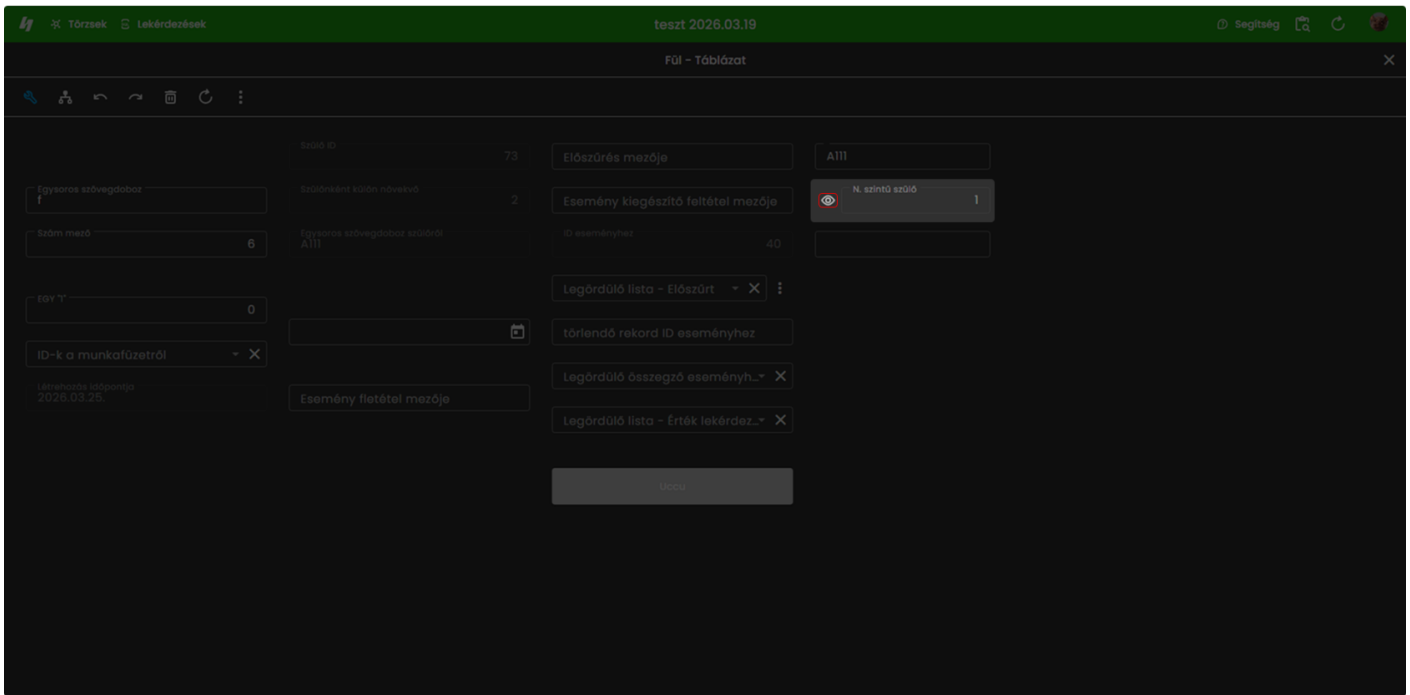 Törzsek Lekérdezések teszt 2026.03.19 Segítség
Fül - Táblázat
Szülő ID
73
Előszűrés mezője
A111
Egysoros szövegdoboz
f
Szülőnként külön növekvő
2
Esemény kiegészítő feltétel mezője
N. szintű szülő
1
Szám mező
6
Egysoros szövegdoboz szülőről
A111
ID eseményhez
40
Legördülő lista - Előszűrt
EGY "I"
0
törlendő rekord ID eseményhez
ID-k a munkafüzetről
Legördülő összegző eseményh...
Létrehozás időpontja
2026.03.25.
Esemény fletétel mezője
Legördülő lista - Érték lekérdez...
uccu